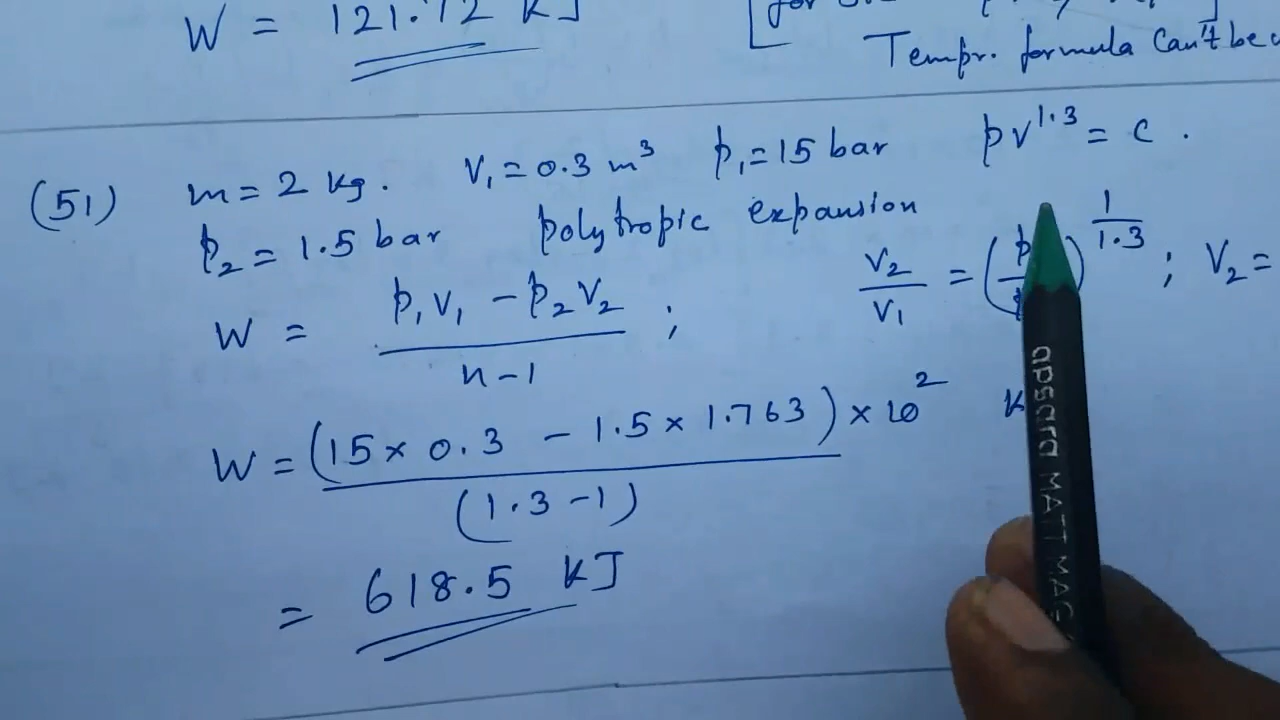 W = 121.72 kJ
Tempr. formula Can't be
(51) m = 2 kg. V₁ = 0.3 m³ p₁ = 15 bar pv^1.3 = c.
p₂ = 1.5 bar polytropic expansion
W = (p₁V₁ - p₂V₂)/(n-1) ; V₂/V₁ = (p )^(1/1.3) ; V₂ =
W = (15 × 0.3 - 1.5 × 1.763) × 10² / (1.3 - 1) k
= 618.5 kJ
apsara MATT MAG